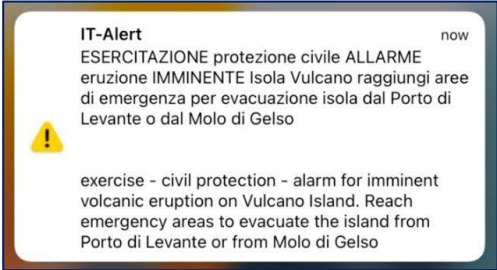 IT-Alert now
ESERCITAZIONE protezione civile ALLARME
eruzione IMMINENTE Isola Vulcano raggiungi aree
di emergenza per evacuazione isola dal Porto di
Levante o dal Molo di Gelso
exercise - civil protection - alarm for imminent
volcanic eruption on Vulcano Island. Reach
emergency areas to evacuate the island from
Porto di Levante or from Molo di Gelso